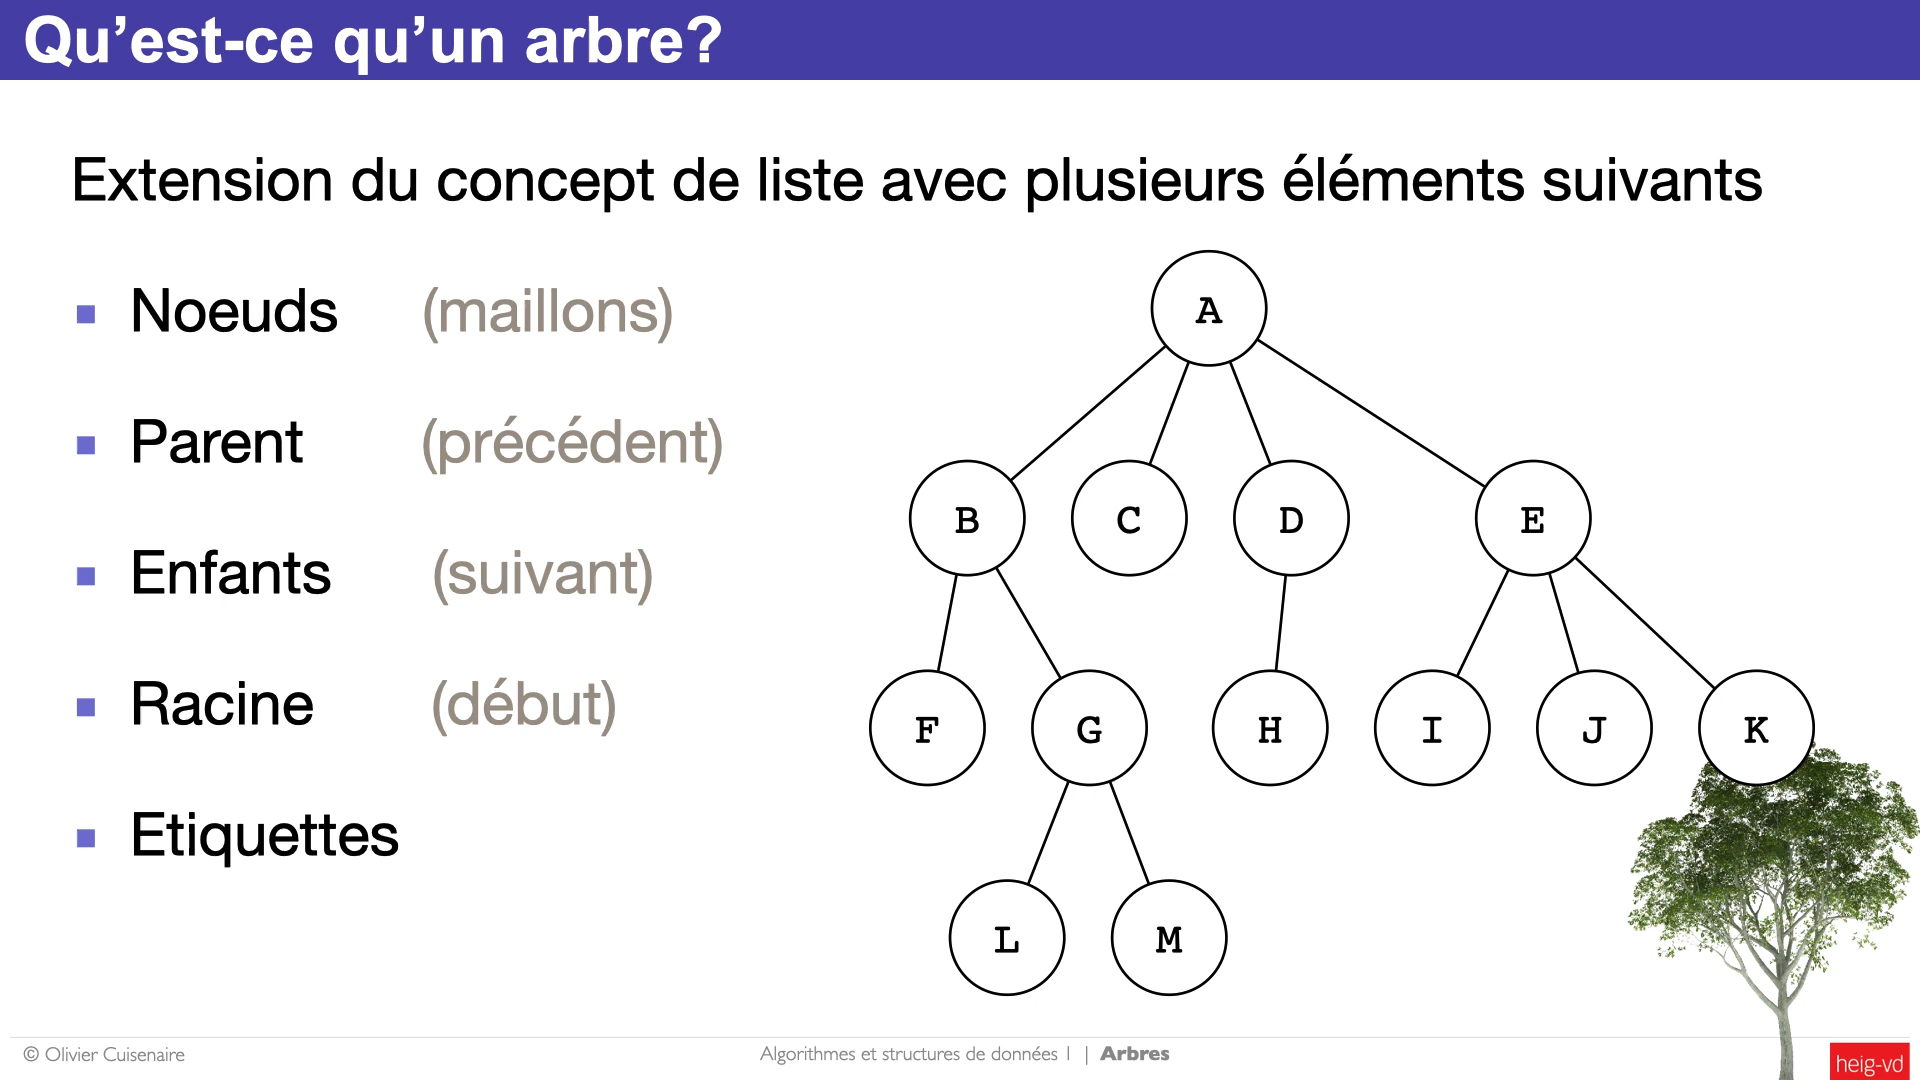 Qu’est-ce qu’un arbre?
Extension du concept de liste avec plusieurs éléments suivants
Noeuds (maillons)
Parent (précédent)
Enfants (suivant)
Racine (début)
Etiquettes
A
B C D E
F G H I J K
L M
© Olivier Cuisenaire
Algorithmes et structures de données 1 | Arbres
heig-vd